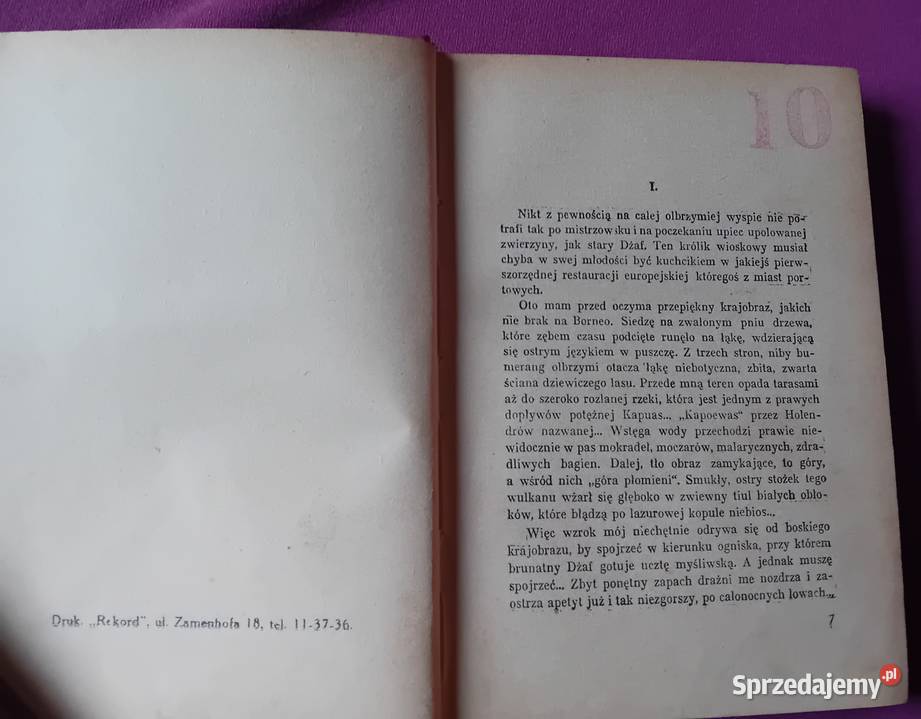 Druk. „Rekord", ul. Zamenhofa 18, tel. 11-37-36.
10
I.
Nikt z pewnością na calej olbrzymiej wyspie nie po-
trafi tak po mistrzowsku i na poczekaniu upiec upolowanej
zwierzyny, jak stary Dżaf. Ten królik wioskowy musiał
chyba w swej młodości być kuchcikiem w jakiejś pierw-
szorzędnej restauracji europejskiej któregoś z miast por-
towych.
Oto mam przed oczyma przepiękny krajobraz, jakich
nie brak na Borneo. Siedzę na zwalonym pniu drzewa,
które zębem czasu podcięte runęło na łąkę, wdzierającą
się ostrym językiem w puszczę. Z trzech stron, niby bu-
merang olbrzymi otacza łąkę niebotyczna, zbita, zwarta
ściana dziewiczego lasu. Przede mną teren opada tarasami
aż do szeroko rozlanej rzeki, która jest jednym z prawych
dopływów potężnej Kapuas... „Kapoewas" przez Holen-
drów nazwanej... Wstęga wody przechodzi prawie nie-
widocznie w pas mokradeł, moczarów, malarycznych, zdra-
dliwych bagien. Dalej, tło obraz zamykające, to góry,
a wśród nich „góra płomieni". Smukły, ostry stożek tego
wulkanu wżarł się głęboko w zwiewny tiul białych obło-
ków, które błądzą po lazurowej kopule niebios...
Więc wzrok mój niechętnie odrywa się od boskiego
krajobrazu, by spojrzeć w kierunku ogniska, przy którem
brunatny Dżaf gotuje ucztę myśliwską. A jednak muszę
spojrzeć... Zbyt ponętny zapach drażni me nozdrza i za-
ostrza apetyt już i tak niezgorszy, po całonocnych łowach...
7
Sprzedajemy.pl